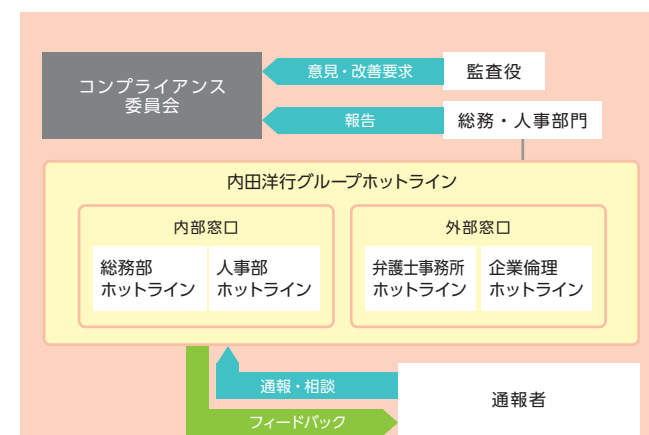 コンプライアンス
委員会
意見・改善要求
監査役
報告
総務・人事部門
内田洋行グループホットライン
内部窓口
外部窓口
総務部
ホットライン
人事部
ホットライン
弁護士事務所
ホットライン
企業倫理
ホットライン
通報・相談
通報者
フィードバック